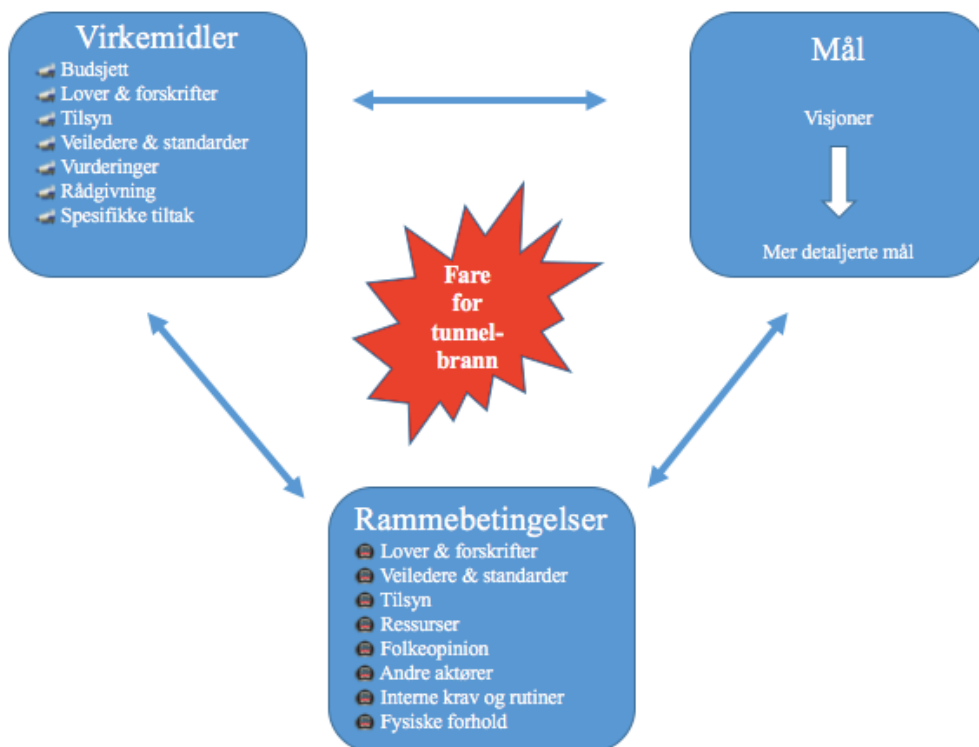 Virkemidler
Budsjett
Lover & forskrifter
Tilsyn
Veiledere & standarder
Vurderinger
Rådgivning
Spesifikke tiltak
Mål
Visjoner
Mer detaljerte mål
Fare
for
tunnel-
brann
Rammebetingelser
Lover & forskrifter
Veiledere & standarder
Tilsyn
Ressurser
Folkeopinion
Andre aktører
Interne krav og rutiner
Fysiske forhold